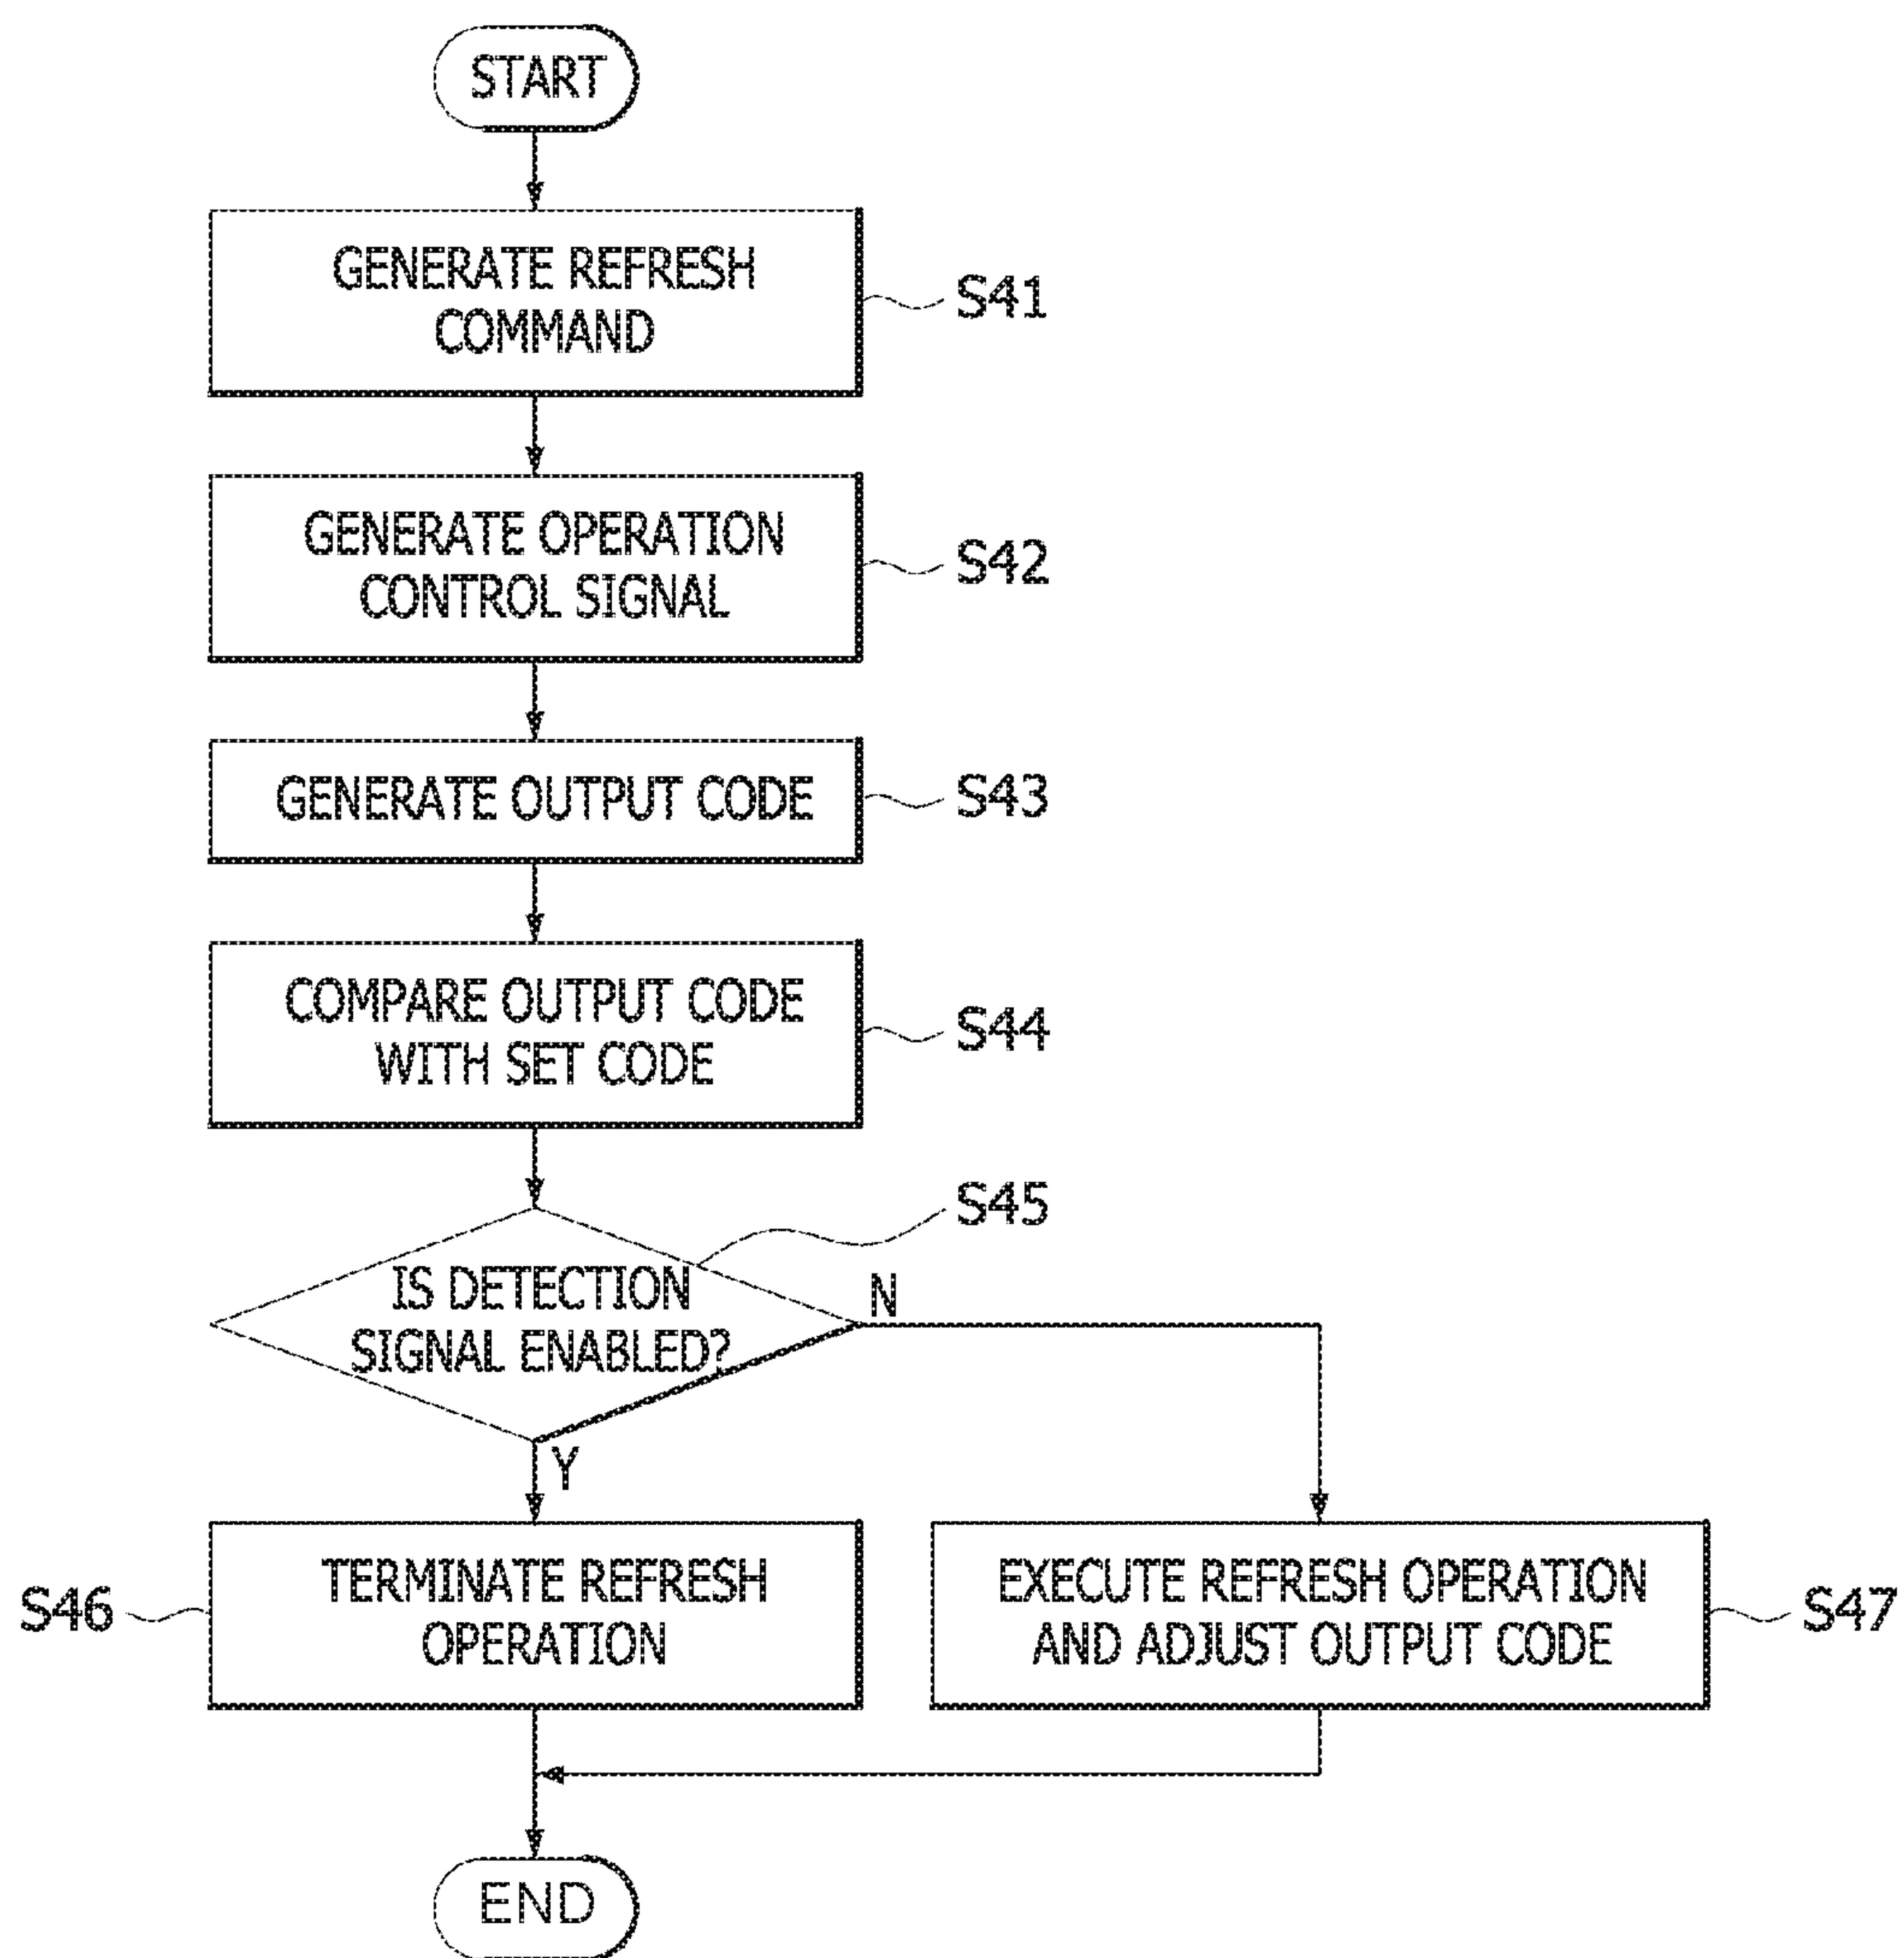 START
GENERATE REFRESH
COMMAND
S41
GENERATE OPERATION
CONTROL SIGNAL
S42
GENERATE OUTPUT CODE
S43
COMPARE OUTPUT CODE
WITH SET CODE
S44
S45
IS DETECTION
SIGNAL ENABLED?
N
Y
TERMINATE REFRESH
OPERATION
S46
EXECUTE REFRESH OPERATION
AND ADJUST OUTPUT CODE
S47
END